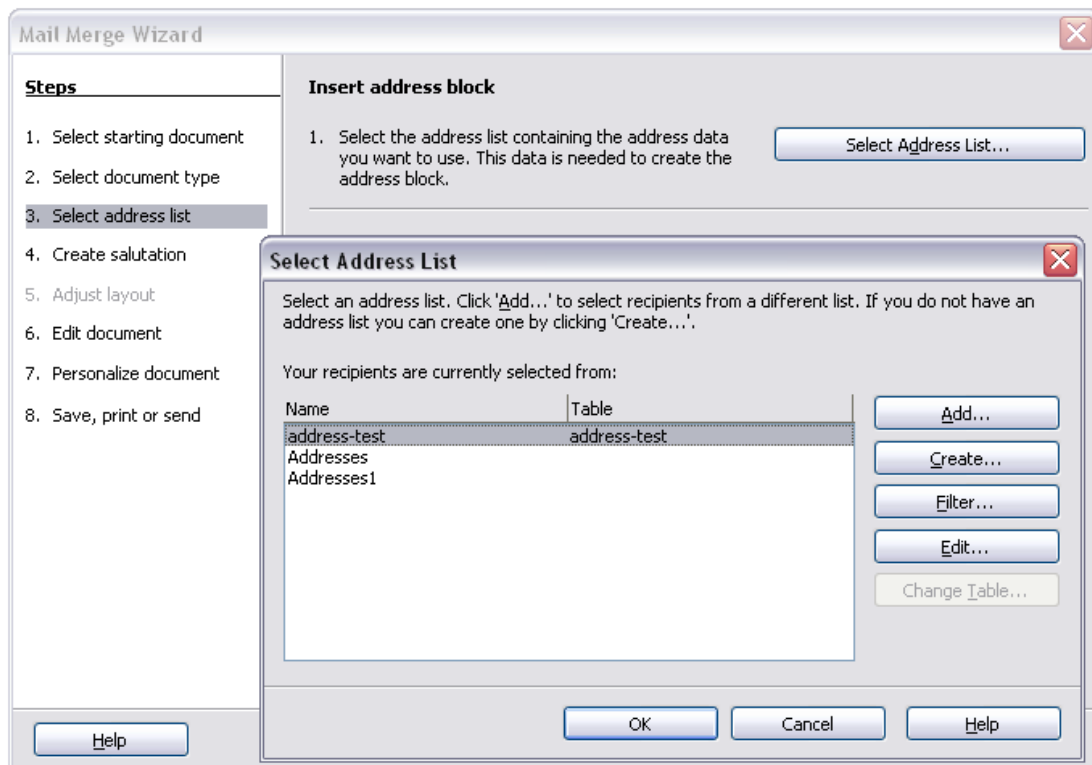 Mail Merge Wizard
Steps
1. Select starting document
2. Select document type
3. Select address list
4. Create salutation
5. Adjust layout
6. Edit document
7. Personalize document
8. Save, print or send
Help
Insert address block
1. Select the address list containing the address data
you want to use. This data is needed to create the
address block.
Select Address List...
Select Address List
Select an address list. Click 'Add...' to select recipients from a different list. If you do not have an
address list you can create one by clicking 'Create...'.
Your recipients are currently selected from:
Name Table
address-test address-test
Addresses
Addresses1
Add...
Create...
Filter...
Edit...
Change Table...
OK Cancel Help